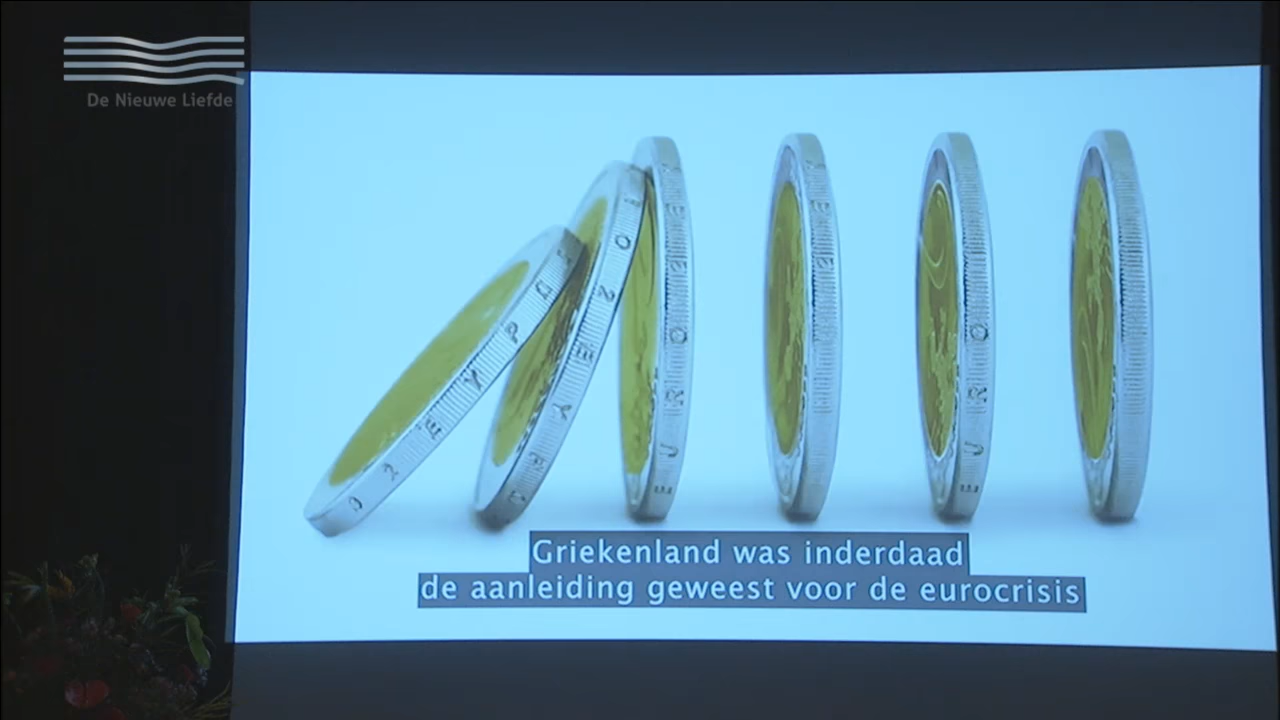 De Nieuwe Liefde
Griekenland was inderdaad
de aanleiding geweest voor de eurocrisis